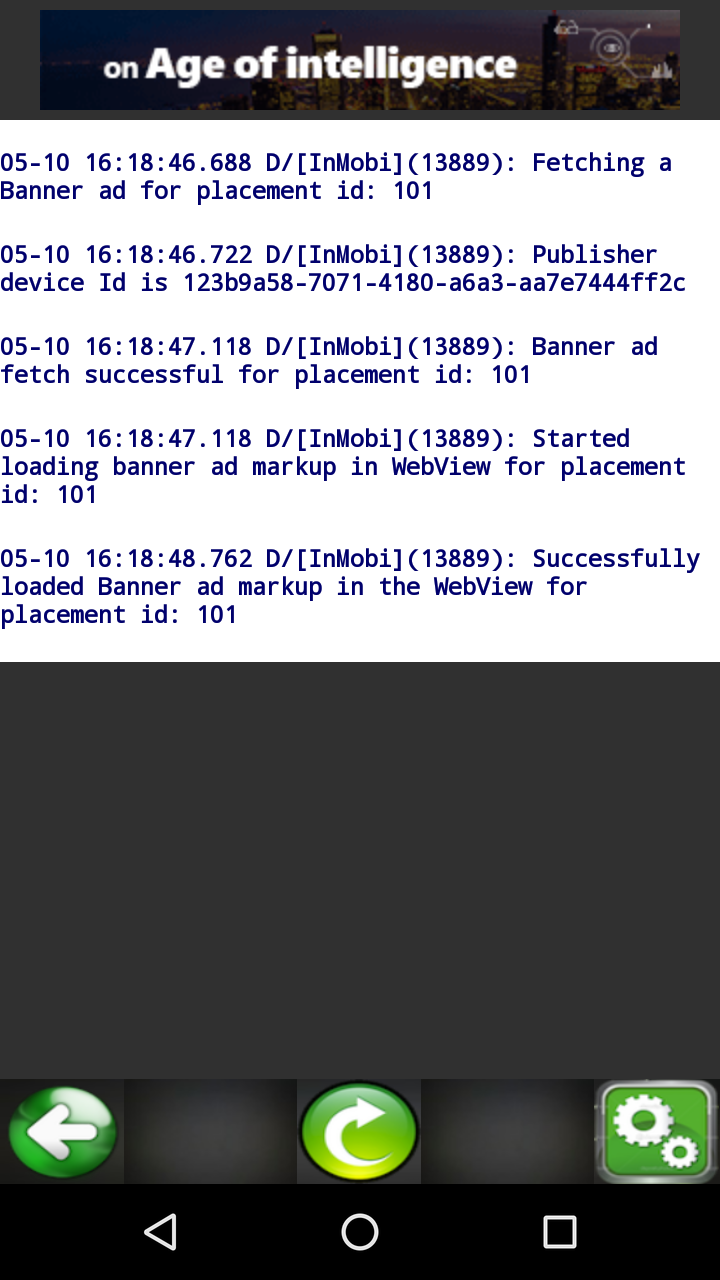 on Age of intelligence
05-10 16:18:46.688 D/[InMobi](13889): Fetching a
Banner ad for placement id: 101
05-10 16:18:46.722 D/[InMobi](13889): Publisher
device Id is 123b9a58-7071-4180-a6a3-aa7e7444ff2c
05-10 16:18:47.118 D/[InMobi](13889): Banner ad
fetch successful for placement id: 101
05-10 16:18:47.118 D/[InMobi](13889): Started
loading banner ad markup in WebView for placement
id: 101
05-10 16:18:48.762 D/[InMobi](13889): Successfully
loaded Banner ad markup in the WebView for
placement id: 101